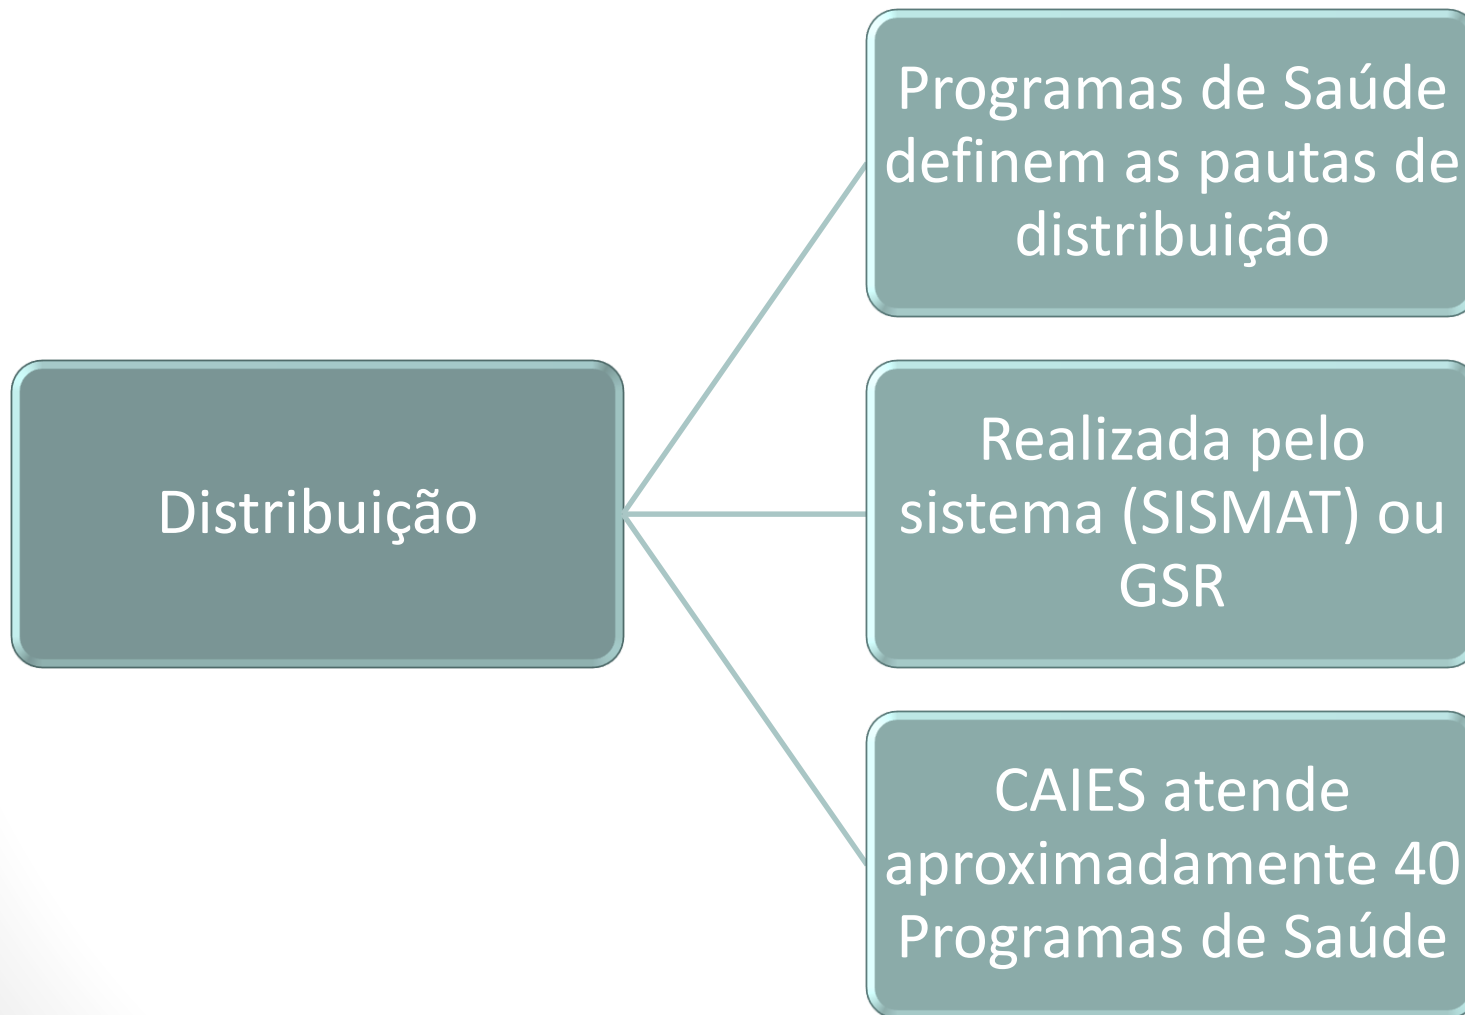 Distribuição
Programas de Saúde
definem as pautas de
distribuição
Realizada pelo
sistema (SISMAT) ou
GSR
CAIES atende
aproximadamente 40
Programas de Saúde